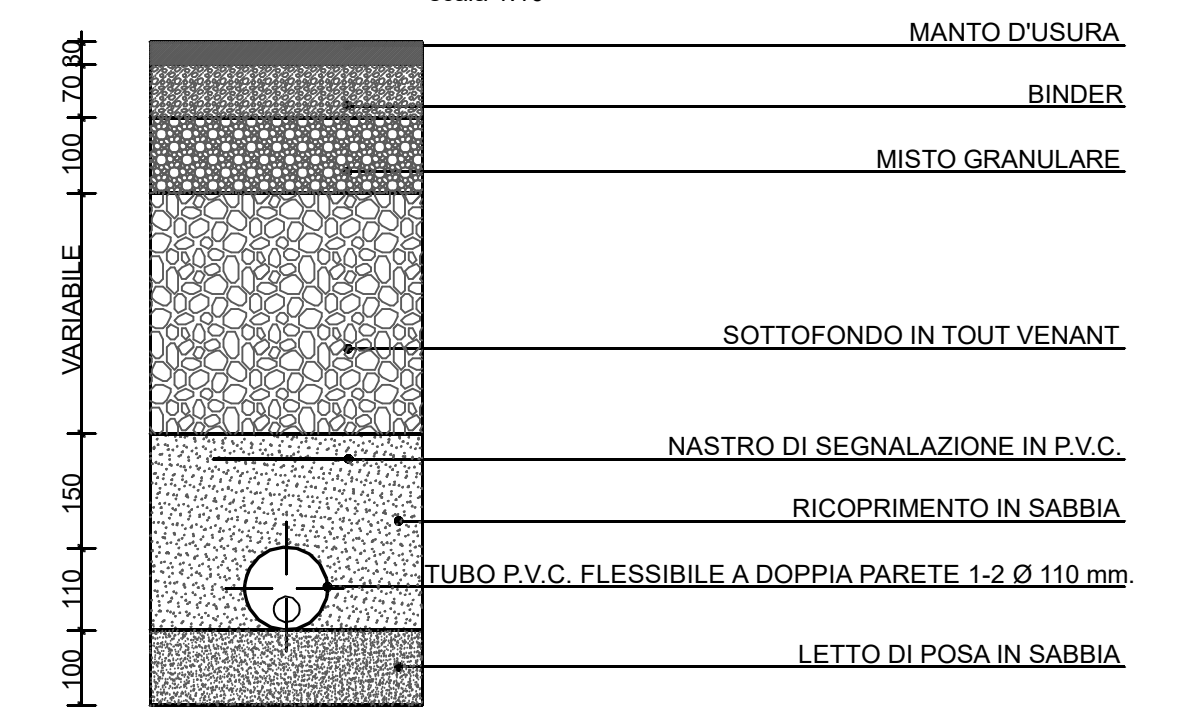 MANTO D'USURA
BINDER
MISTO GRANULARE
SOTTOFONDO IN TOUT VENANT
NASTRO DI SEGNALAZIONE IN P.V.C.
RICOPRIMENTO IN SABBIA
TUBO P.V.C. FLESSIBILE A DOPPIA PARETE 1-2 Ø 110 mm.
LETTO DI POSA IN SABBIA
30
70
100
VARIABILE
150
110
100